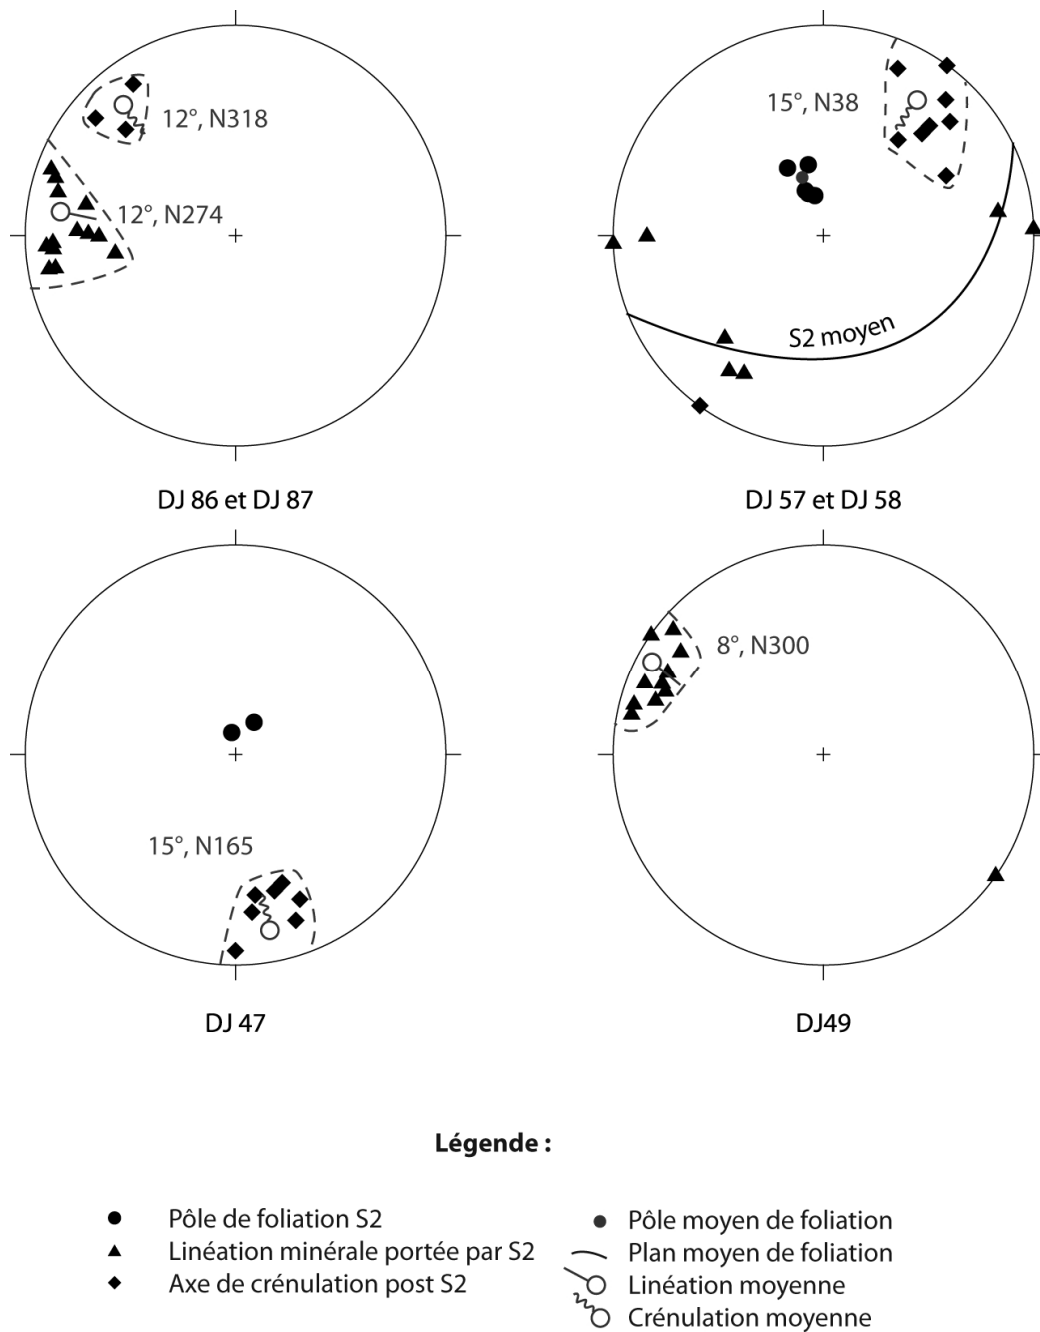 12°, N318
15°, N38
12°, N274
S2 moyen
DJ 86 et DJ 87
DJ 57 et DJ 58
8°, N300
15°, N165
DJ 47
DJ49
Légende :
Pôle de foliation S2
Linéation minérale portée par S2
Axe de crénulation post S2
Pôle moyen de foliation
Plan moyen de foliation
Linéation moyenne
Crénulation moyenne